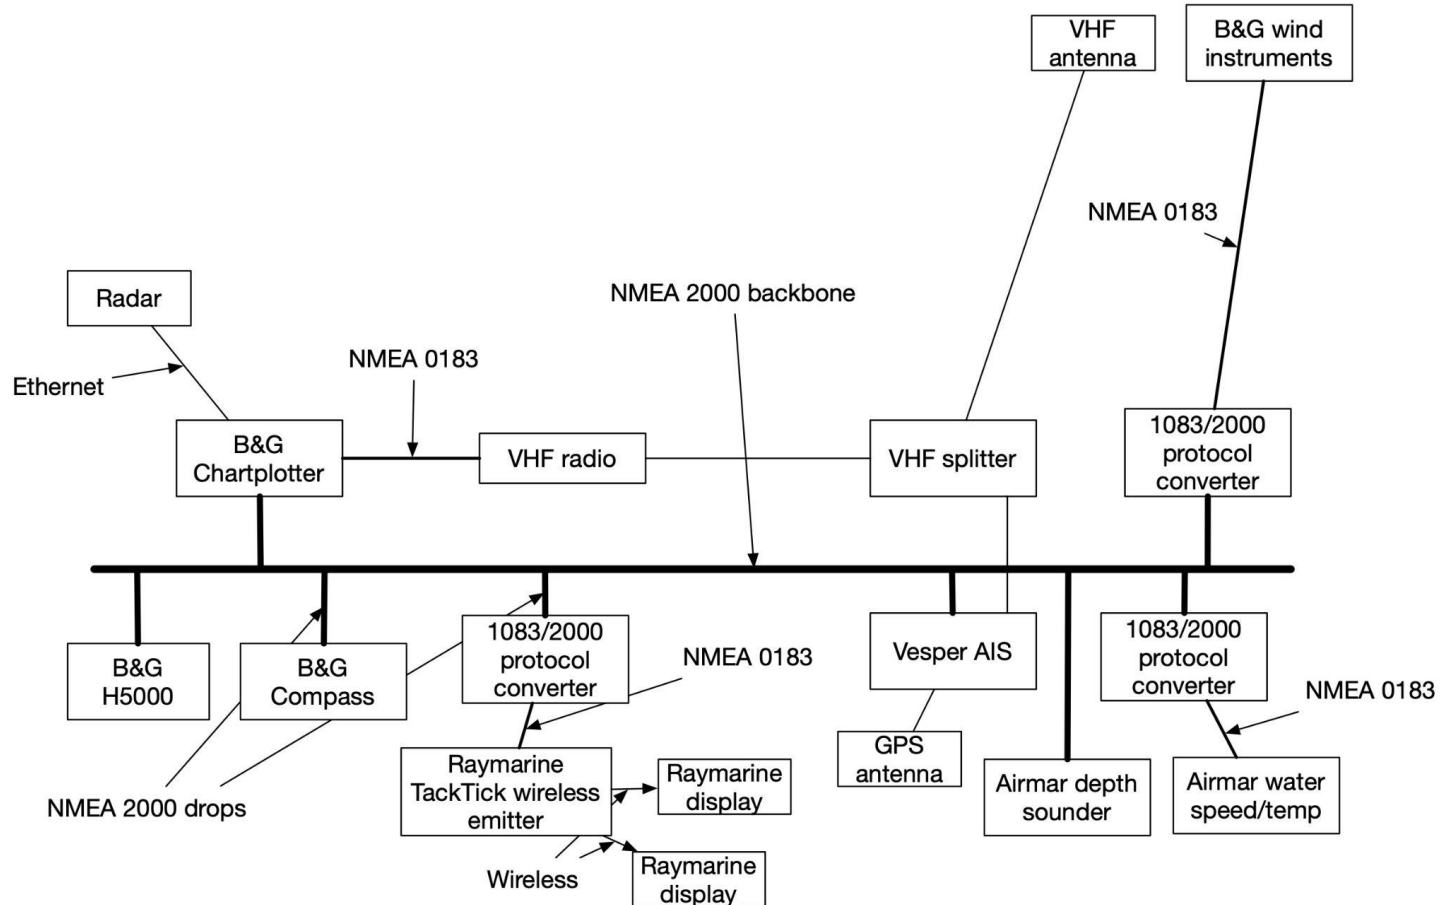 VHF
antenna
B&G wind
instruments
NMEA 0183
Radar
NMEA 2000 backbone
Ethernet
NMEA 0183
B&G
Chartplotter
VHF radio
VHF splitter
1083/2000
protocol
converter
B&G
H5000
B&G
Compass
1083/2000
protocol
converter
NMEA 0183
Vesper AIS
1083/2000
protocol
converter
NMEA 0183
NMEA 2000 drops
Raymarine
TackTick wireless
emitter
Raymarine
display
GPS
antenna
Airmar depth
sounder
Airmar water
speed/temp
Wireless
Raymarine
display